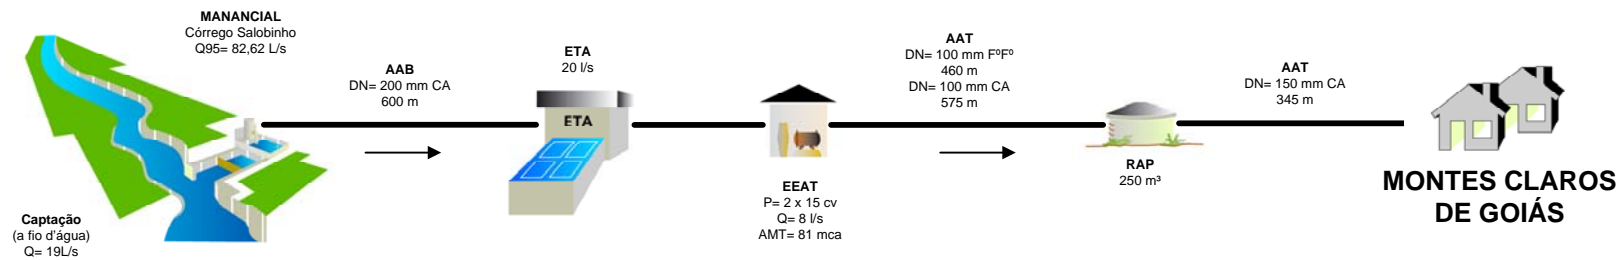 MANANCIAL
Córrego Salobinho
Q95= 82,62 L/s
Captação
(a fio d'água)
Q= 19L/s
AAB
DN= 200 mm CA
600 m
ETA
20 l/s
ETA
EEAT
P= 2 x 15 cv
Q= 8 l/s
AMT= 81 mca
AAT
DN= 100 mm FºFº
460 m
DN= 100 mm CA
575 m
RAP
250 m³
AAT
DN= 150 mm CA
345 m
MONTES CLAROS
DE GOIÁS